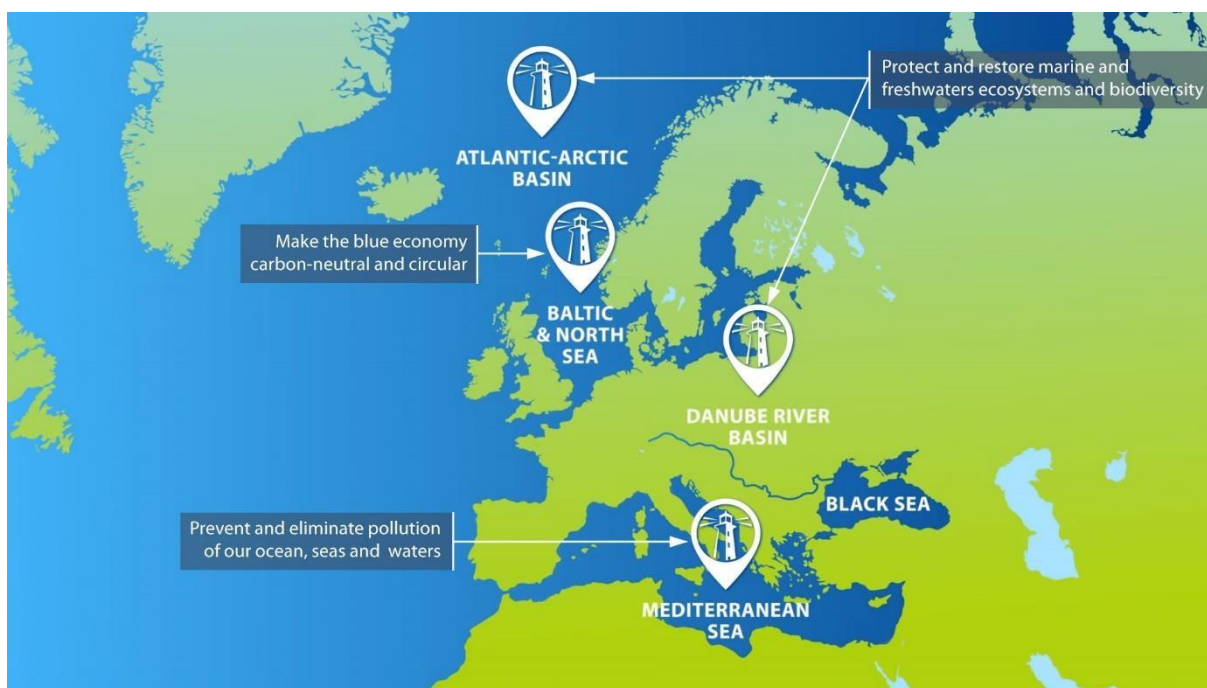 Protect and restore marine and
freshwaters ecosystems and biodiversity
ATLANTIC-ARCTIC
BASIN
Make the blue economy
carbon-neutral and circular
BALTIC
& NORTH
SEA
DANUBE RIVER
BASIN
BLACK SEA
Prevent and eliminate pollution
of our ocean, seas and waters
MEDITERRANEAN
SEA